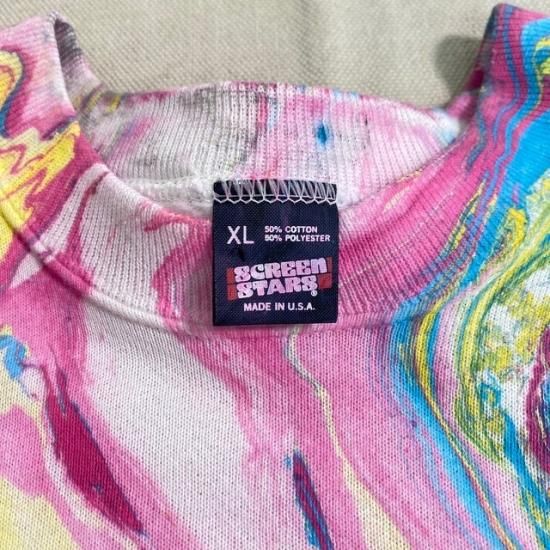 XL
50% COTTON
50% POLYESTER
SCREEN
STARS®
MADE IN U.S.A.